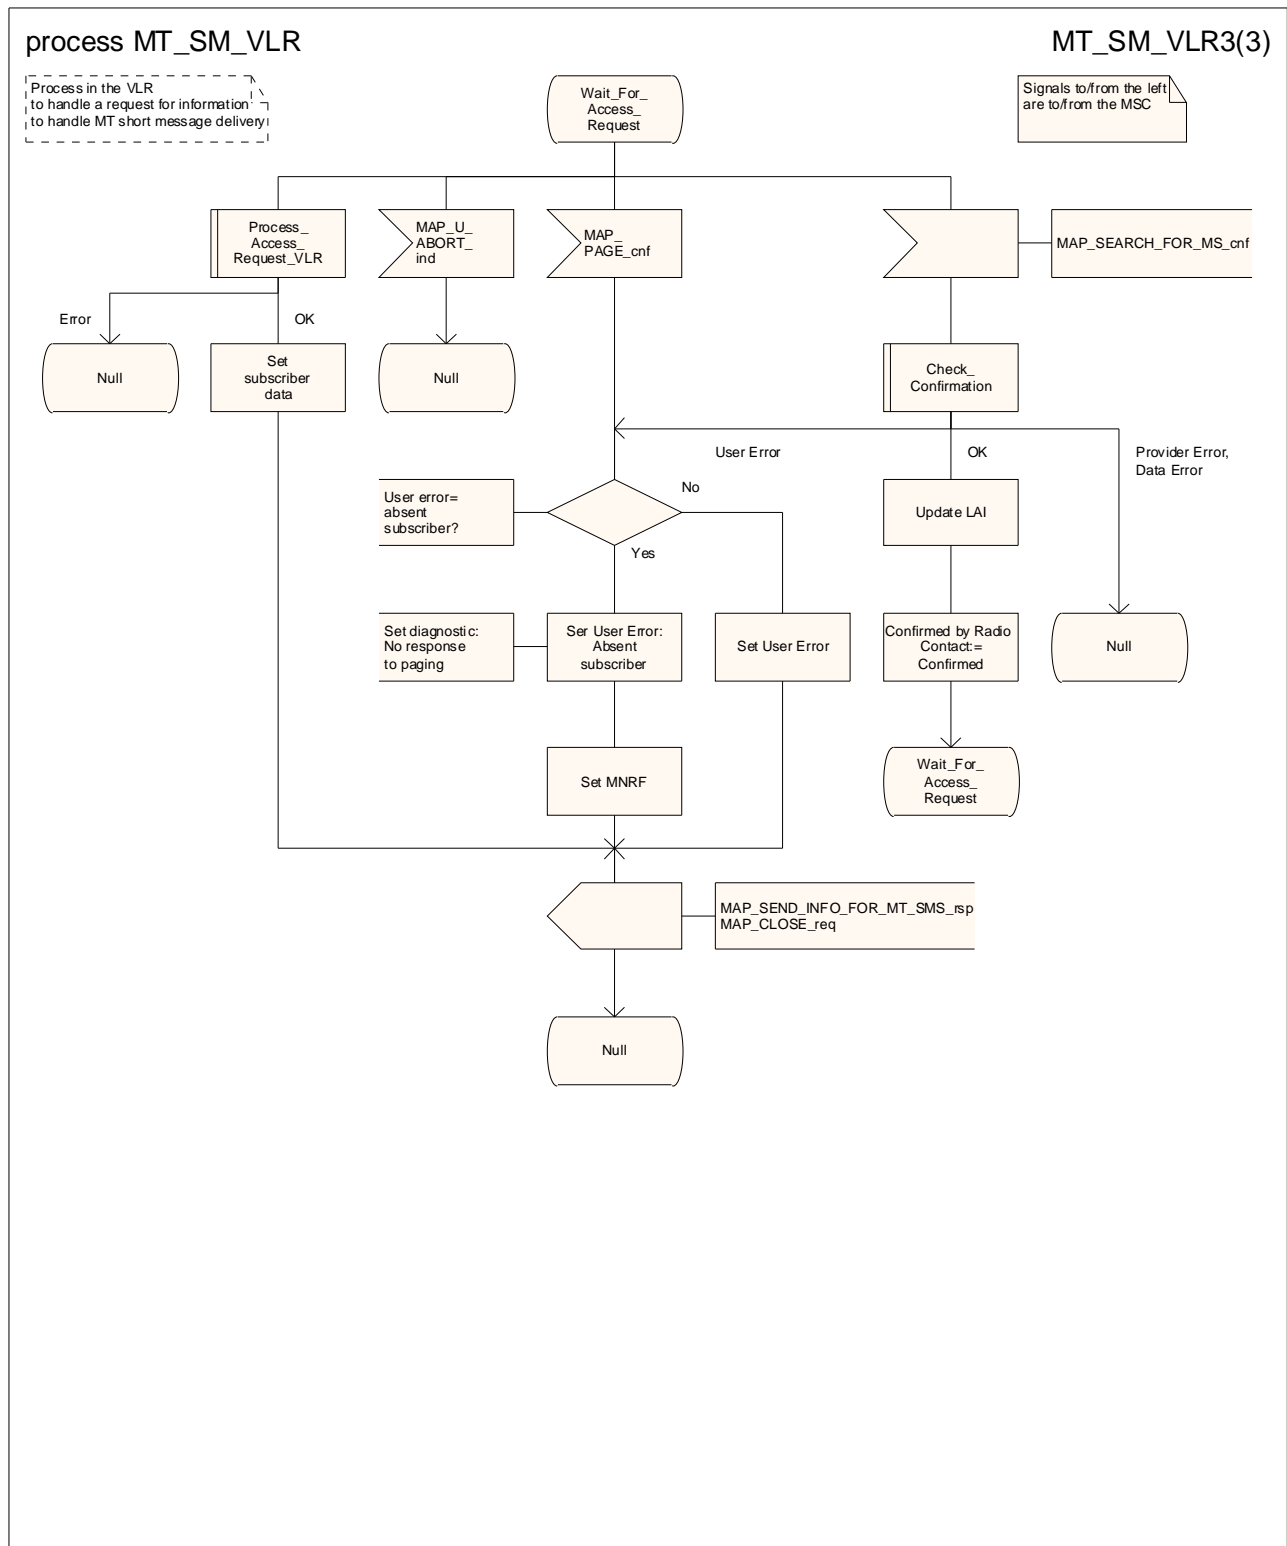 process MT_SM_VLR
MT_SM_VLR3(3)
Process in the VLR
to handle a request for information
to handle MT short message delivery
Wait_For_
Access_
Request
Signals to/from the left
are to/from the MSC
Process_
Access_
Request_VLR
MAP_U_
ABORT_
ind
MAP_
PAGE_cnf
MAP_SEARCH_FOR_MS_cnf
Error
OK
Null
Set
subscriber
data
Null
Check_
Confirmation
User Error
OK
Provider Error,
Data Error
User error=
absent
subscriber?
No
Yes
Update LAI
Set diagnostic:
No response
to paging
Ser User Error:
Absent
subscriber
Set User Error
Confirmed by Radio
Contact:=
Confirmed
Null
Set MNRF
Wait_For_
Access_
Request
MAP_SEND_INFO_FOR_MT_SMS_rsp
MAP_CLOSE_req
Null